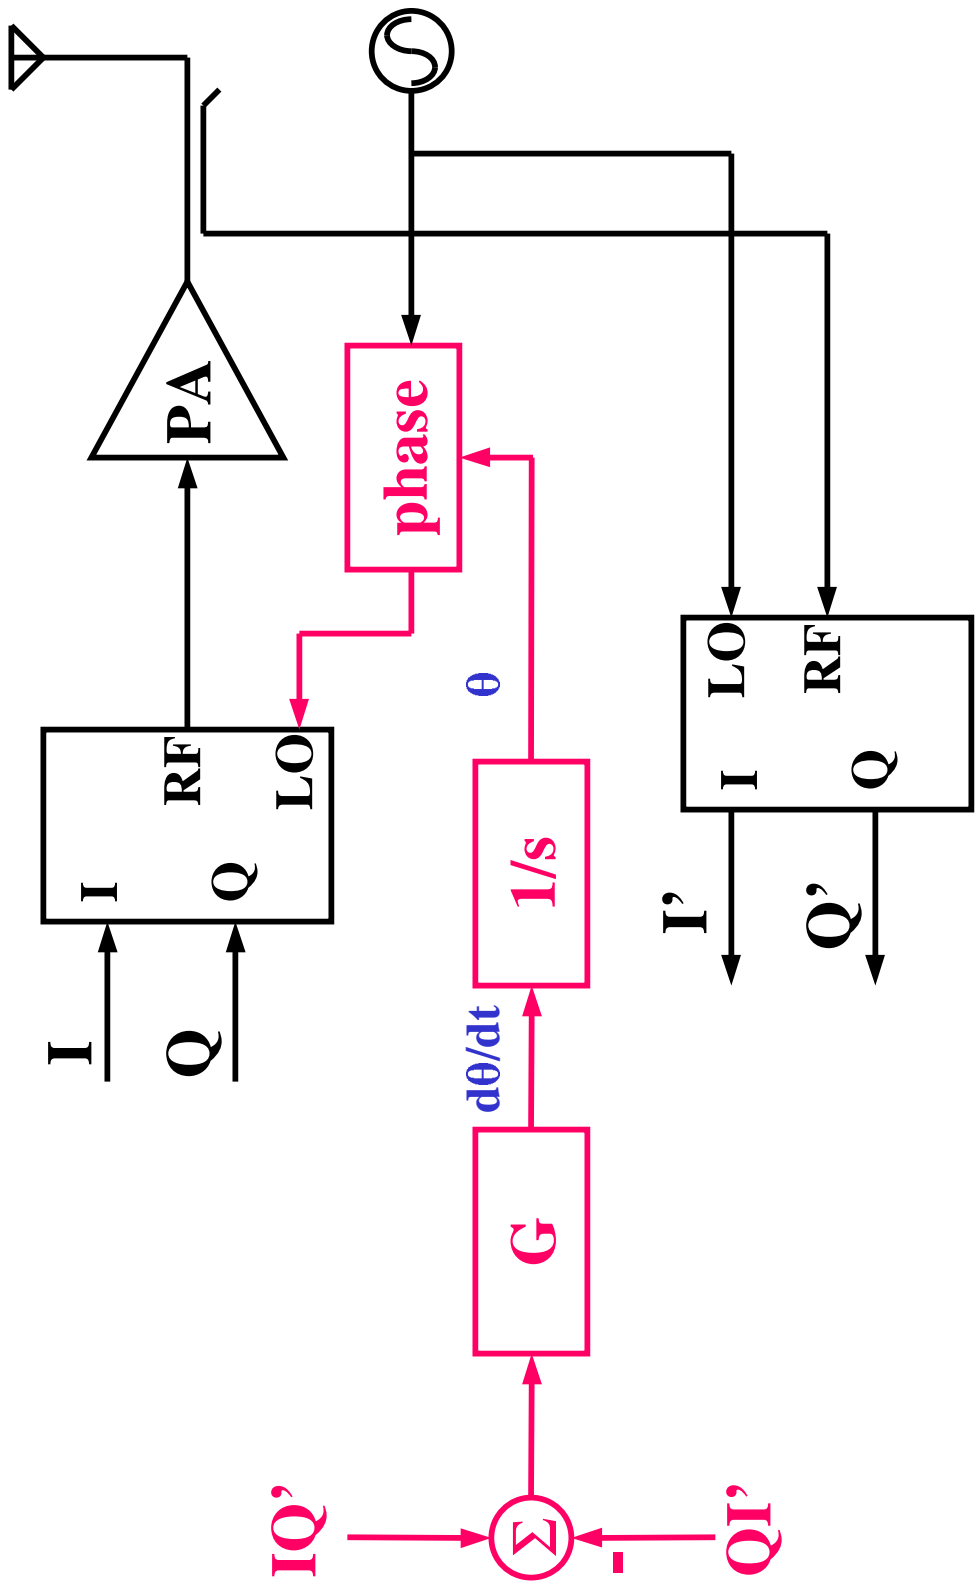 I
I
RF
PA
Q
Q
LO
phase
IQ’
Σ
G
dθ/dt
1/s
θ
-
QI’
I’
I
LO
Q’
Q
RF